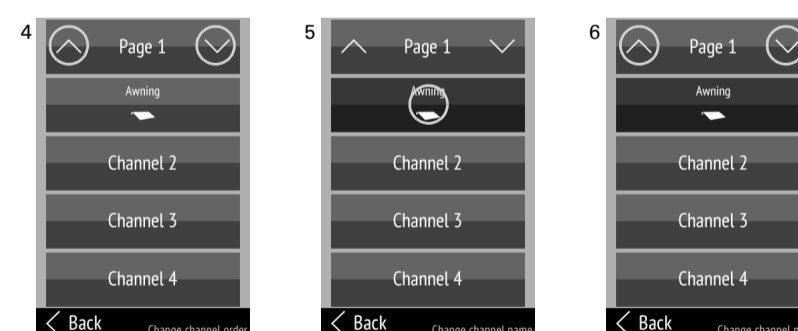 4
Page 1
Awning
Channel 2
Channel 3
Channel 4
Back
Change channel order
5
Page 1
Awning
Channel 2
Channel 3
Channel 4
Back
Change channel name
6
Page 1
Awning
Channel 2
Channel 3
Channel 4
Back
Change channel